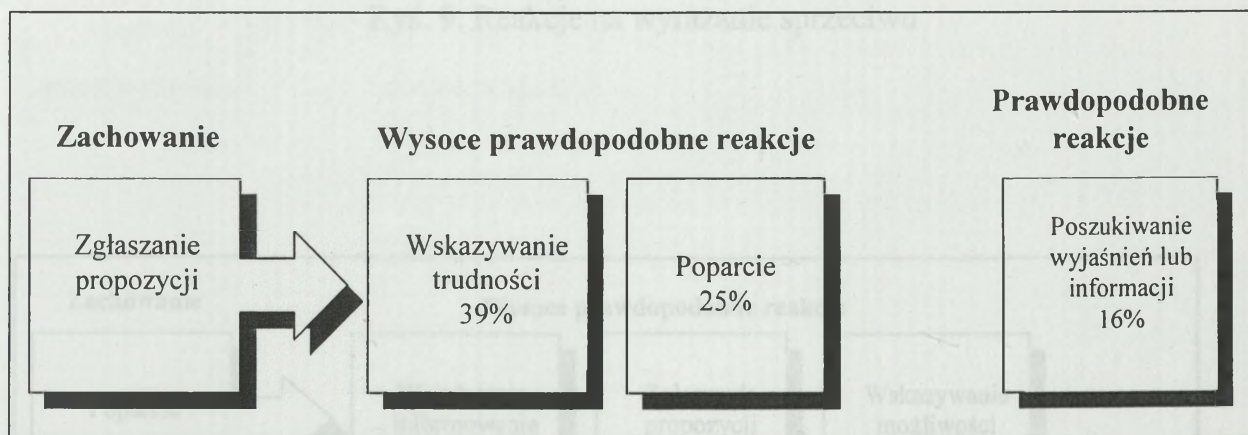 Zachowanie
Wysoce prawdopodobne reakcje
Prawdopodobne
reakcje
Zgłaszanie
propozycji
Wskazywanie
trudności
39%
Poparcie
25%
Poszukiwanie
wyjaśnień lub
informacji
16%